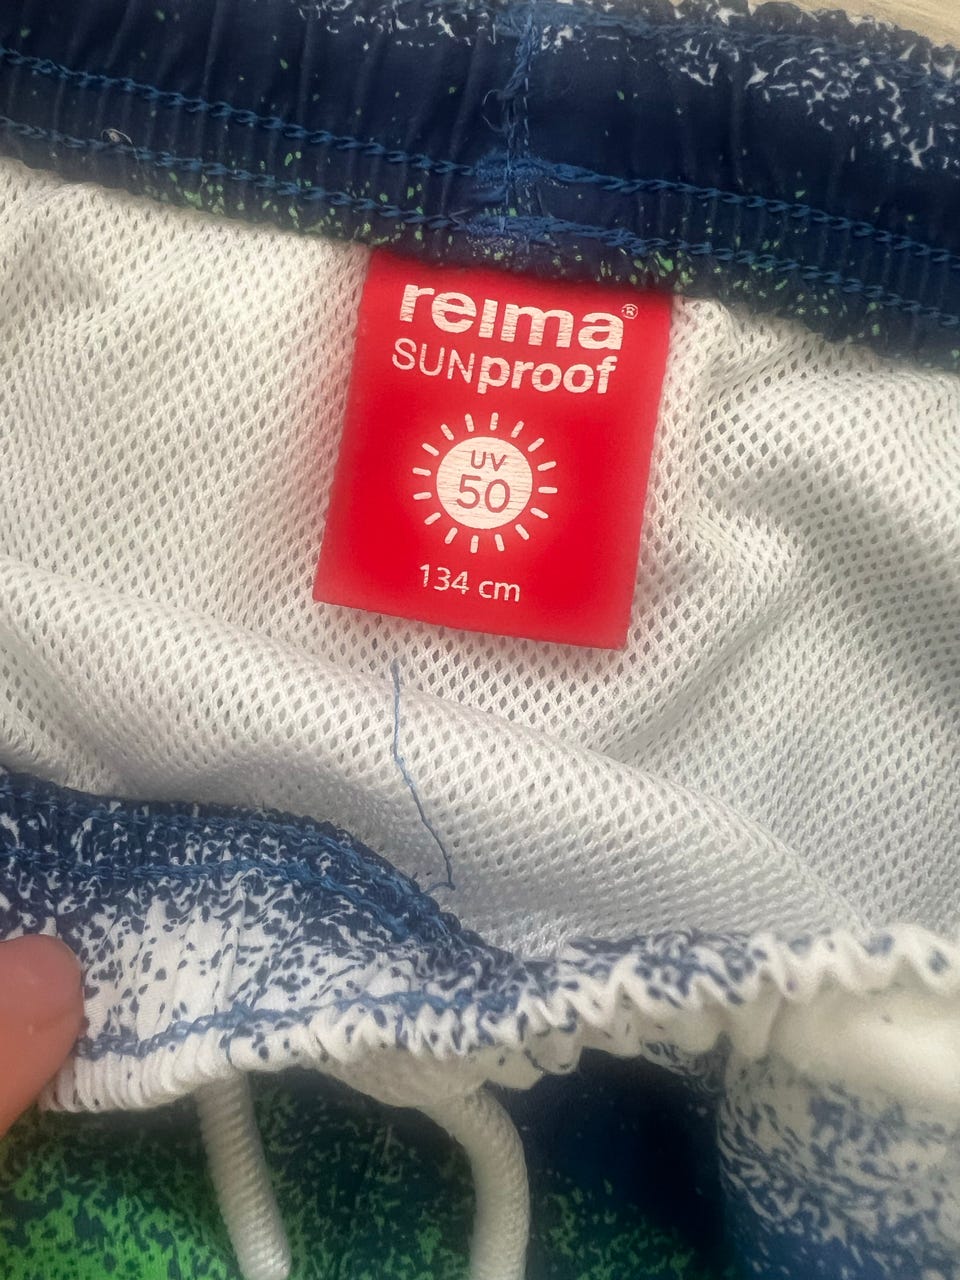 reima®
SUNproof
UV
50
134 cm